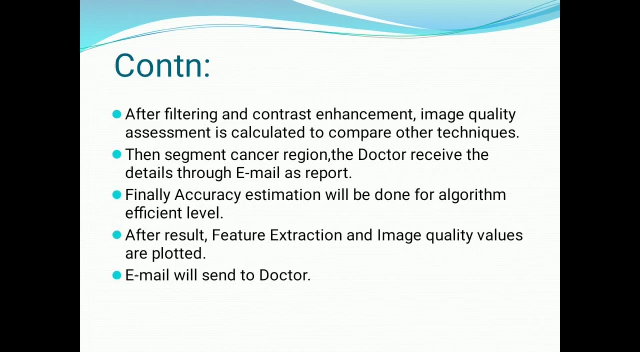 Contn:
After filtering and contrast enhancement, image quality
assessment is calculated to compare other techniques.
Then segment cancer region,the Doctor receive the
details through E-mail as report.
Finally Accuracy estimation will be done for algorithm
efficient level.
After result, Feature Extraction and Image quality values
are plotted.
E-mail will send to Doctor.